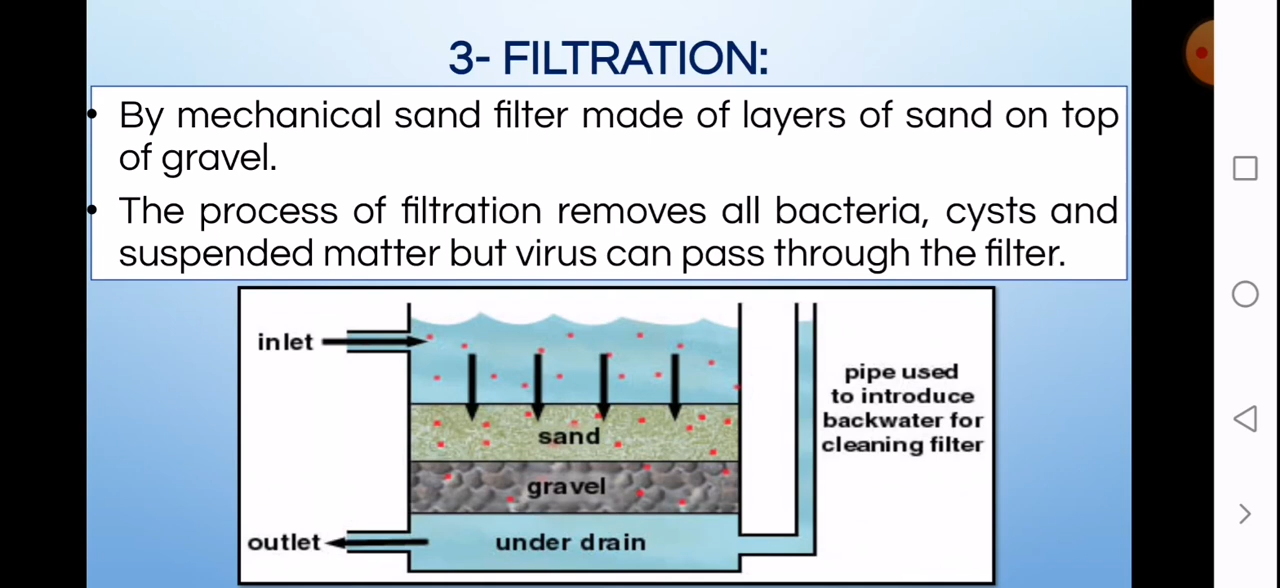 3- FILTRATION:
• By mechanical sand filter made of layers of sand on top
of gravel.
• The process of filtration removes all bacteria, cysts and
suspended matter but virus can pass through the filter.
inlet
pipe used
to introduce
backwater for
cleaning filter
sand
gravel
outlet
under drain